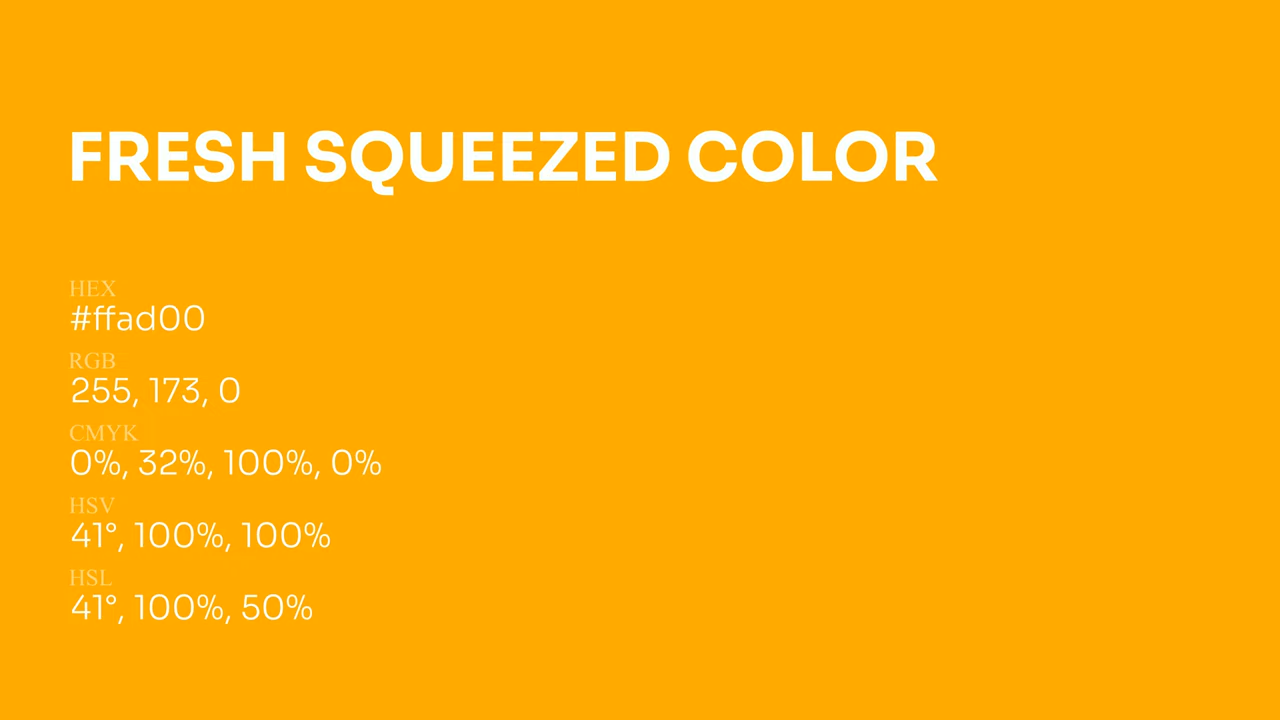 FRESH SQUEEZED COLOR
HEX
#ffad00
RGB
255, 173, 0
CMYK
0%, 32%, 100%, 0%
HSV
41°, 100%, 100%
HSL
41°, 100%, 50%